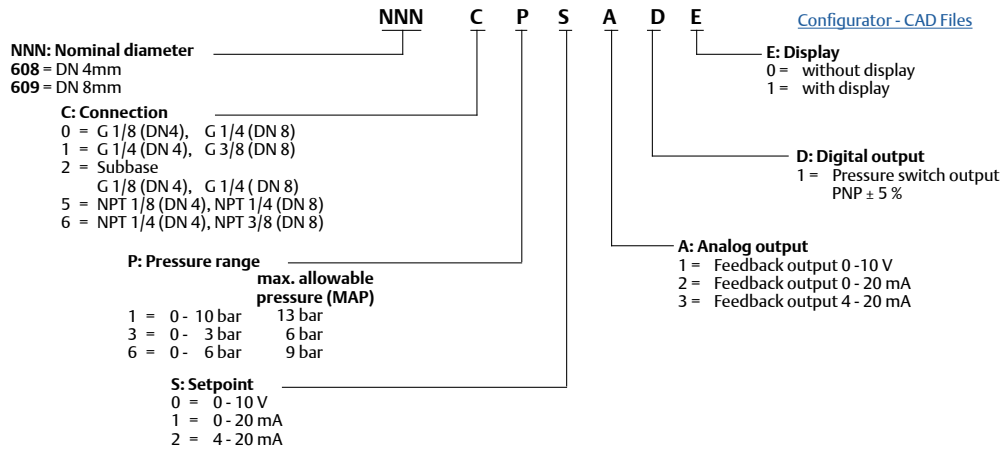 NNN C P S A D E
Configurator - CAD Files
NNN: Nominal diameter
608 = DN 4mm
609 = DN 8mm
C: Connection
0 = G 1/8 (DN4), G 1/4 (DN 8)
1 = G 1/4 (DN 4), G 3/8 (DN 8)
2 = Subbase
G 1/8 (DN 4), G 1/4 ( DN 8)
5 = NPT 1/8 (DN 4), NPT 1/4 (DN 8)
6 = NPT 1/4 (DN 4), NPT 3/8 (DN 8)
P: Pressure range
max. allowable
pressure (MAP)
1 = 0 - 10 bar 13 bar
3 = 0 - 3 bar 6 bar
6 = 0 - 6 bar 9 bar
S: Setpoint
0 = 0 - 10 V
1 = 0 - 20 mA
2 = 4 - 20 mA
E: Display
0 = without display
1 = with display
D: Digital output
1 = Pressure switch output
PNP ± 5 %
A: Analog output
1 = Feedback output 0 -10 V
2 = Feedback output 0 - 20 mA
3 = Feedback output 4 - 20 mA